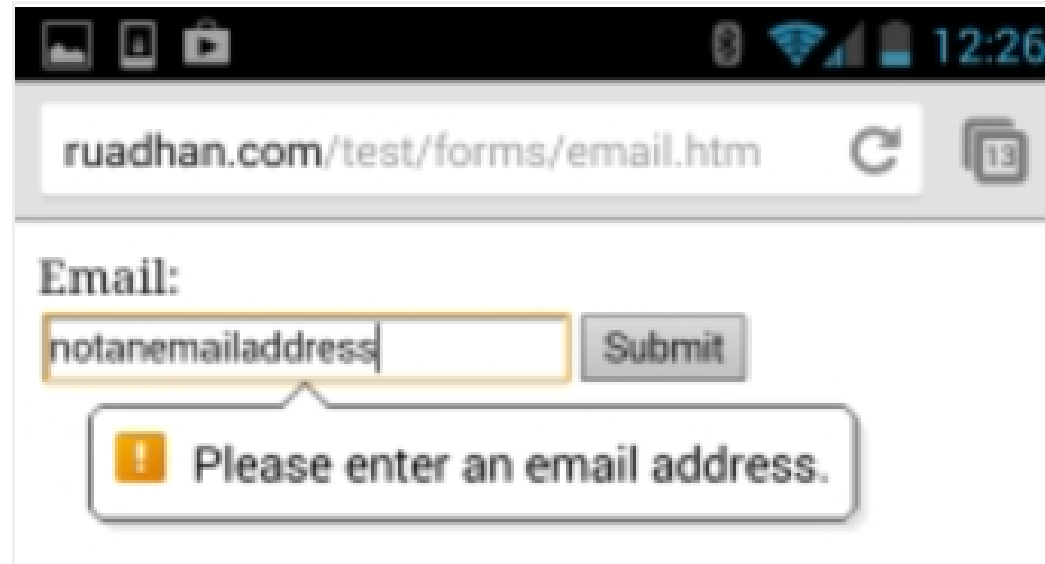 12:26
ruadhan.com/test/forms/email.htm
13
Email:
notanemailaddress
Submit
Please enter an email address.